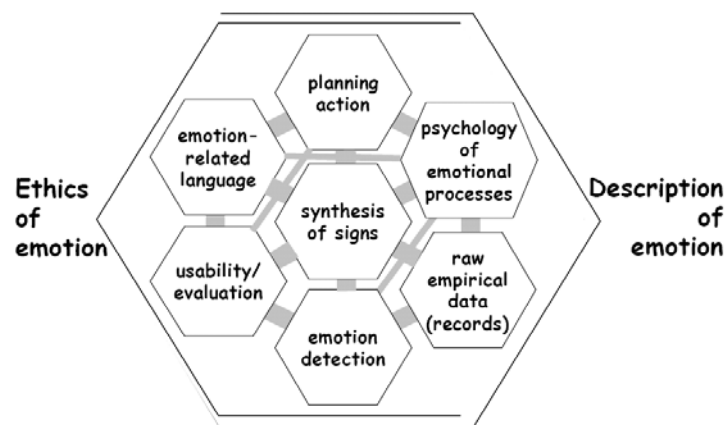 planning
action
emotion-
related
language
psychology
of
emotional
processes
Ethics
of
emotion
synthesis
of signs
Description
of
emotion
usability/
evaluation
raw
empirical
data
(records)
emotion
detection